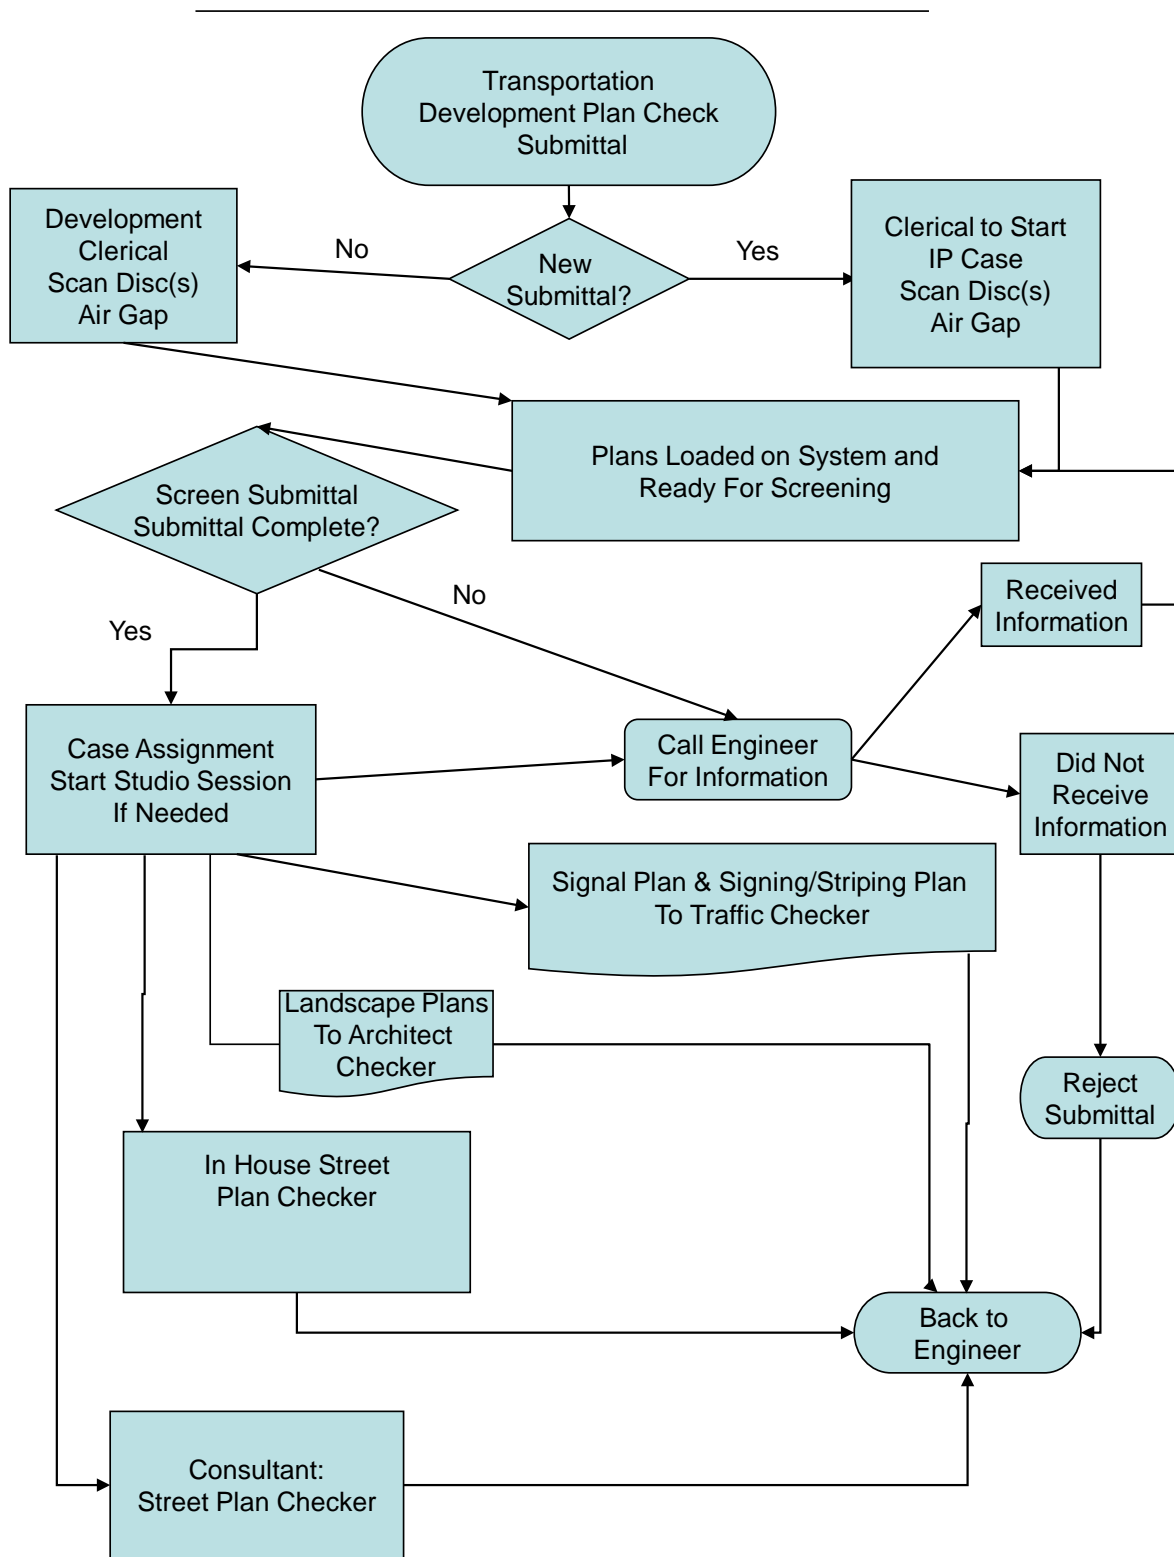 Transportation
Development Plan Check
Submittal
Development
Clerical
Scan Disc(s)
Air Gap
No
New
Submittal?
Yes
Clerical to Start
IP Case
Scan Disc(s)
Air Gap
Plans Loaded on System and
Ready For Screening
Screen Submittal
Submittal Complete?
No
Yes
Received
Information
Case Assignment
Start Studio Session
If Needed
Call Engineer
For Information
Did Not
Receive
Information
Signal Plan & Signing/Striping Plan
To Traffic Checker
Landscape Plans
To Architect
Checker
Reject
Submittal
In House Street
Plan Checker
Back to
Engineer
Consultant:
Street Plan Checker